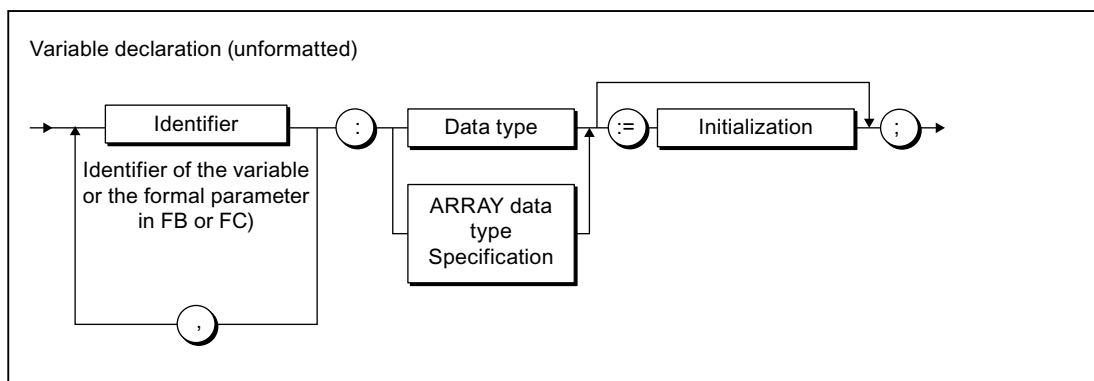 Variable declaration (unformatted)
Identifier
:
Data type
:=
Initialization
;
Identifier of the variable
or the formal parameter
in FB or FC)
ARRAY data
type
Specification
,